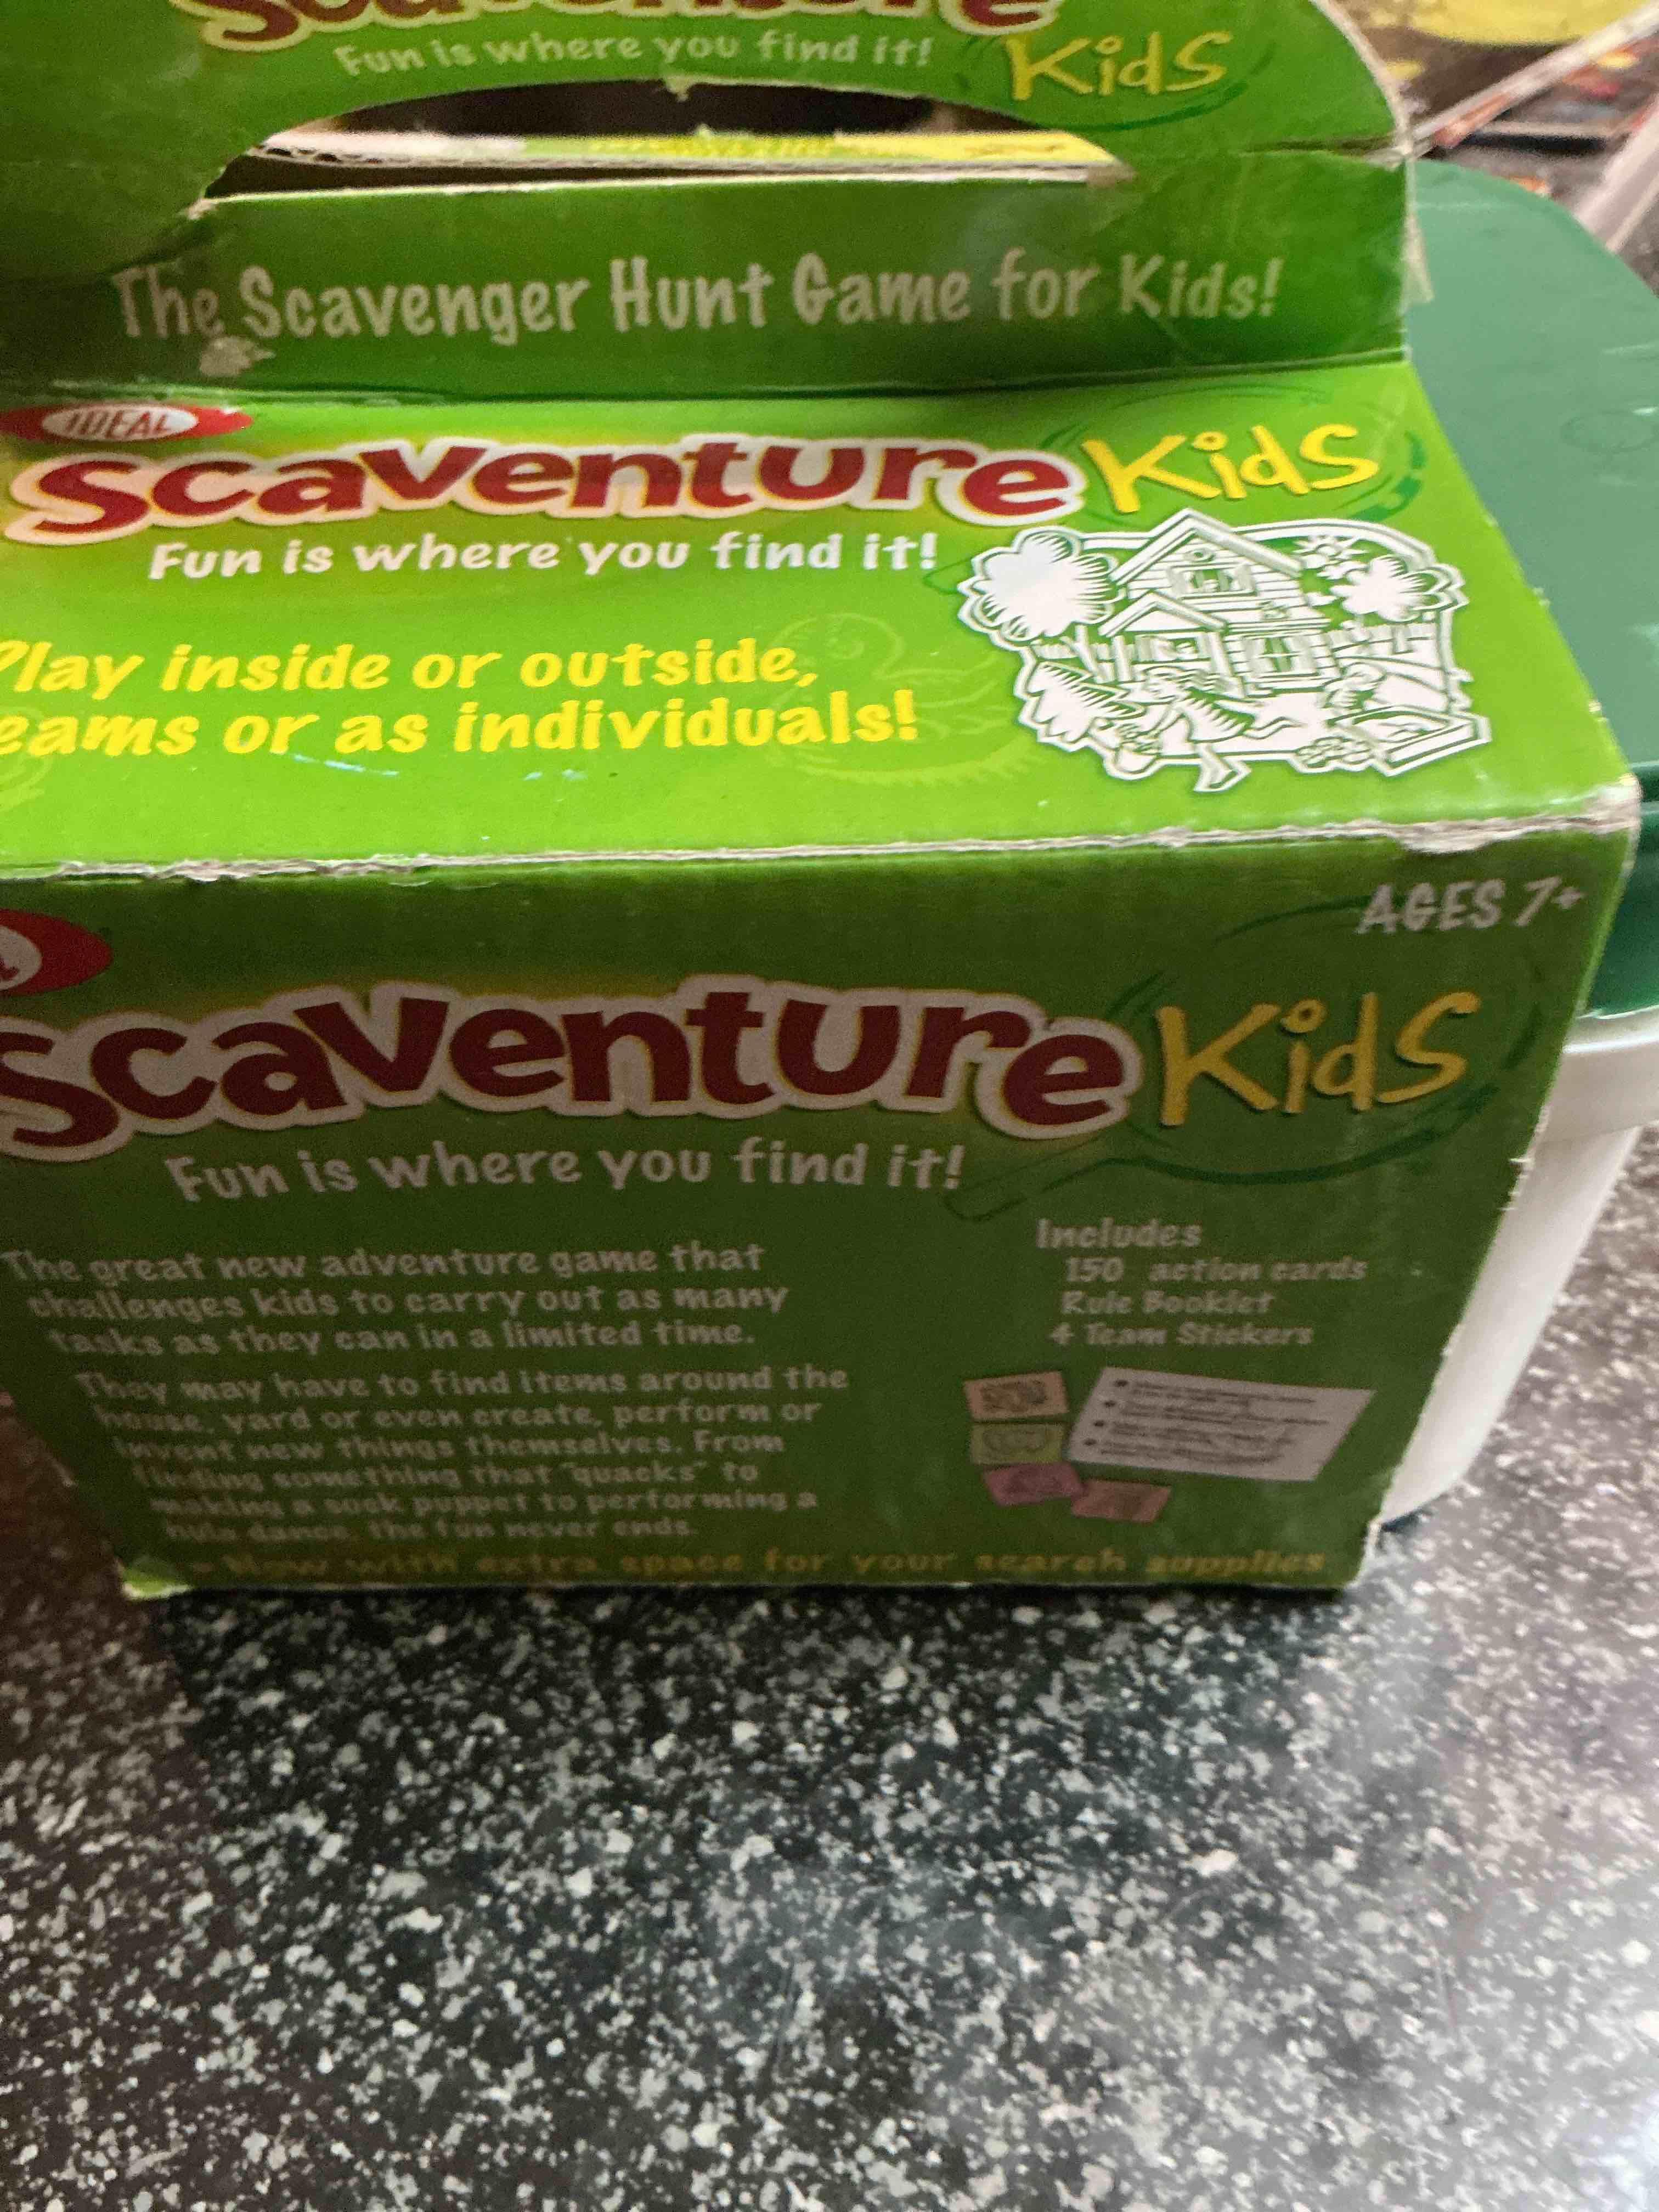 Scaventure Kids
Fun is where you find it!
The Scavenger Hunt Game for Kids!
IDEAL
Scaventure Kids
Fun is where you find it!
Play inside or outside,
eams or as individuals!
AGES 7+
Scaventure Kids
Fun is where you find it!
The great new adventure game that
challenges kids to carry out as many
tasks as they can in a limited time.
They may have to find items around the
house, yard or even create, perform or
invent new things themselves. From
finding something that "quacks" to
making a sock puppet to performing a
hula dance, the fun never ends.
Includes
150 action cards
Rule Booklet
4 Team Stickers
Now with extra space for your search supplies